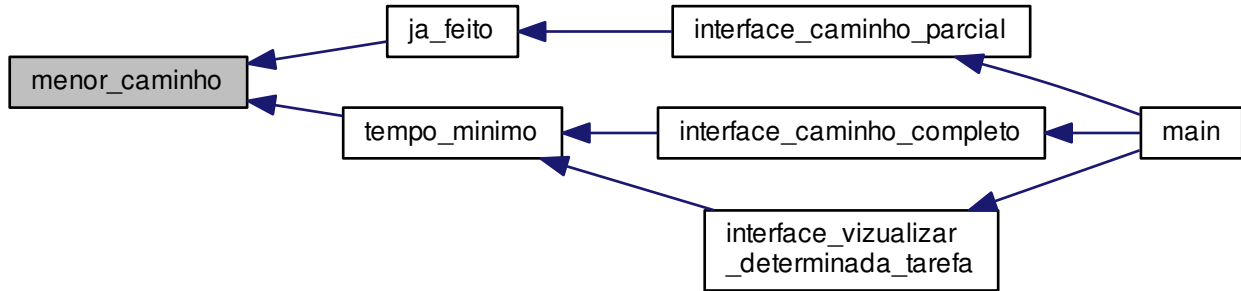 menor_caminho
ja_feito
interface_caminho_parcial
tempo_minimo
interface_caminho_completo
main
interface_vizualizar
_determinada_tarefa